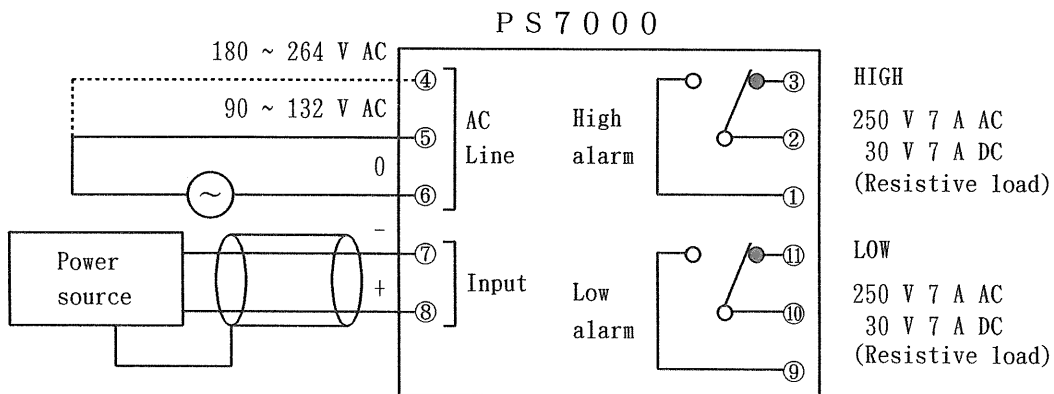 PS7000
180 ~ 264 V AC
④
90 ~ 132 V AC
⑤
AC
Line
0
⑥
~
High
alarm
③
②
①
HIGH
250 V 7 A AC
30 V 7 A DC
(Resistive load)
Power
source
-
⑦
+
⑧
Input
Low
alarm
⑪
⑩
⑨
LOW
250 V 7 A AC
30 V 7 A DC
(Resistive load)